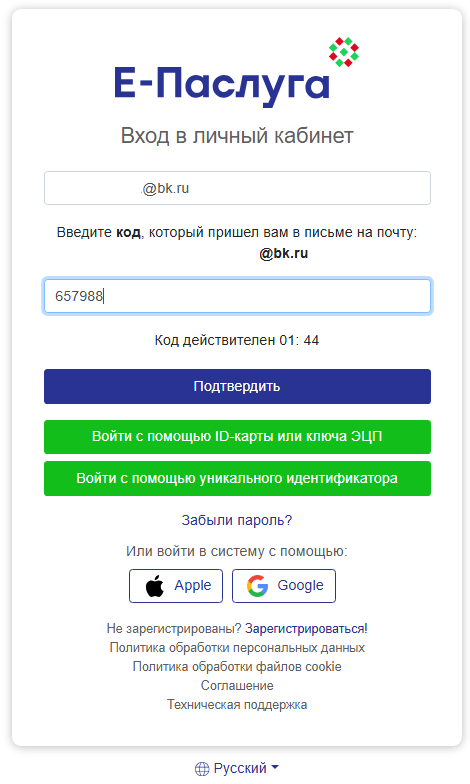 Е-Паслуга
Вход в личный кабинет
.@bk.ru
Введите код, который пришел вам в письме на почту:
@bk.ru
657988
Код действителен 01: 44
Подтвердить
Войти с помощью ID-карты или ключа ЭЦП
Войти с помощью уникального идентификатора
Забыли пароль?
Или войти в систему с помощью:
Apple
Google
Не зарегистрированы? Зарегистрироваться!
Политика обработки персональных данных
Политика обработки файлов cookie
Соглашение
Техническая поддержка
Русский